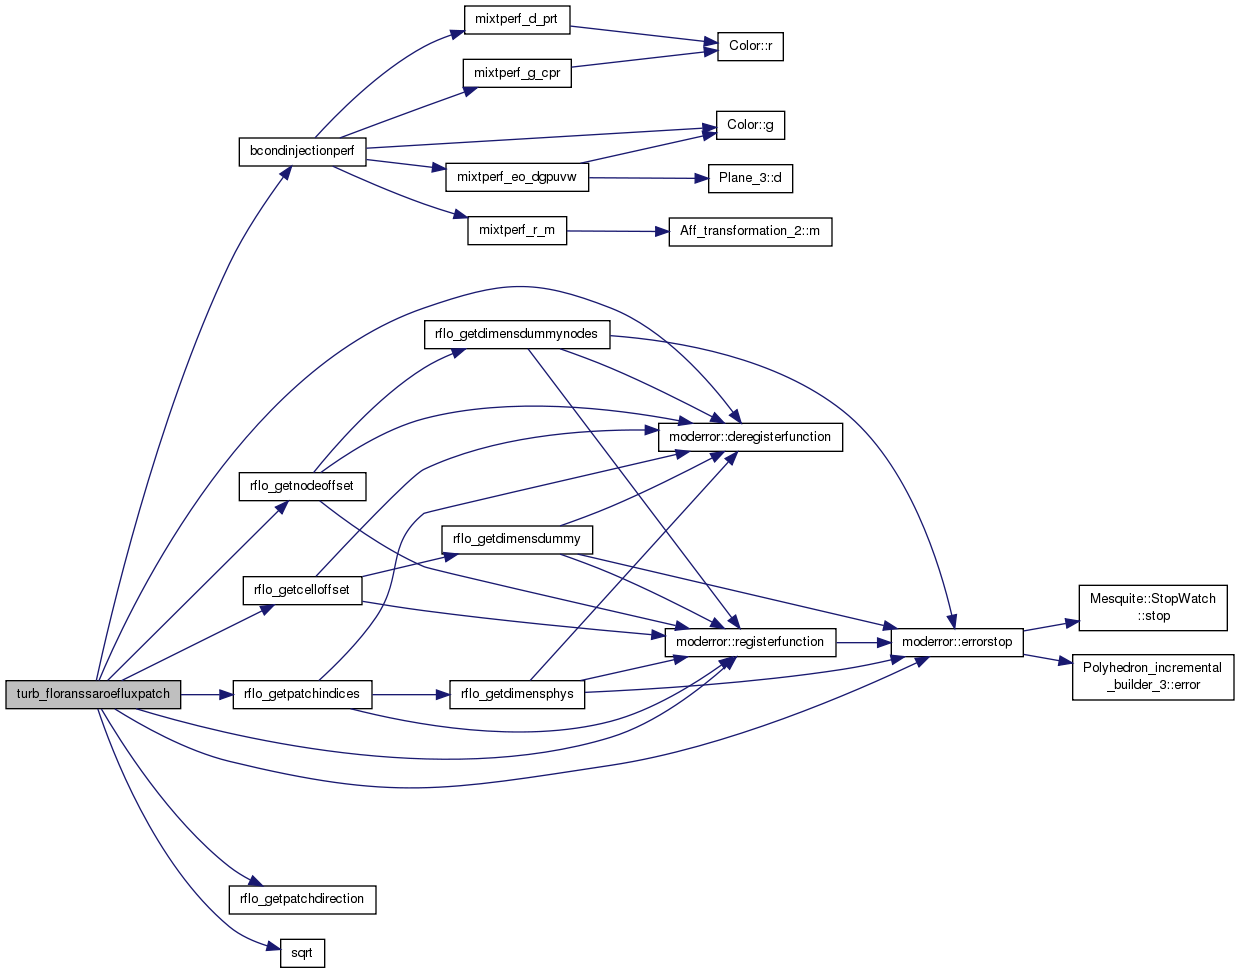 mixtperf_d_prt
Color::r
mixtperf_g_cpr
Color::g
bcondinjectionperf
mixtperf_eo_dgpuvw
Plane_3::d
mixtperf_r_m
Aff_transformation_2::m
rflo_getdimensdummynodes
moderror::deregisterfunction
rflo_getnodeoffset
rflo_getdimensdummy
rflo_getcelloffset
Mesquite::StopWatch
::stop
moderror::registerfunction
moderror::errorstop
Polyhedron_incremental
_builder_3::error
turb_floranssaroefluxpatch
rflo_getpatchindices
rflo_getdimensphys
rflo_getpatchdirection
sqrt